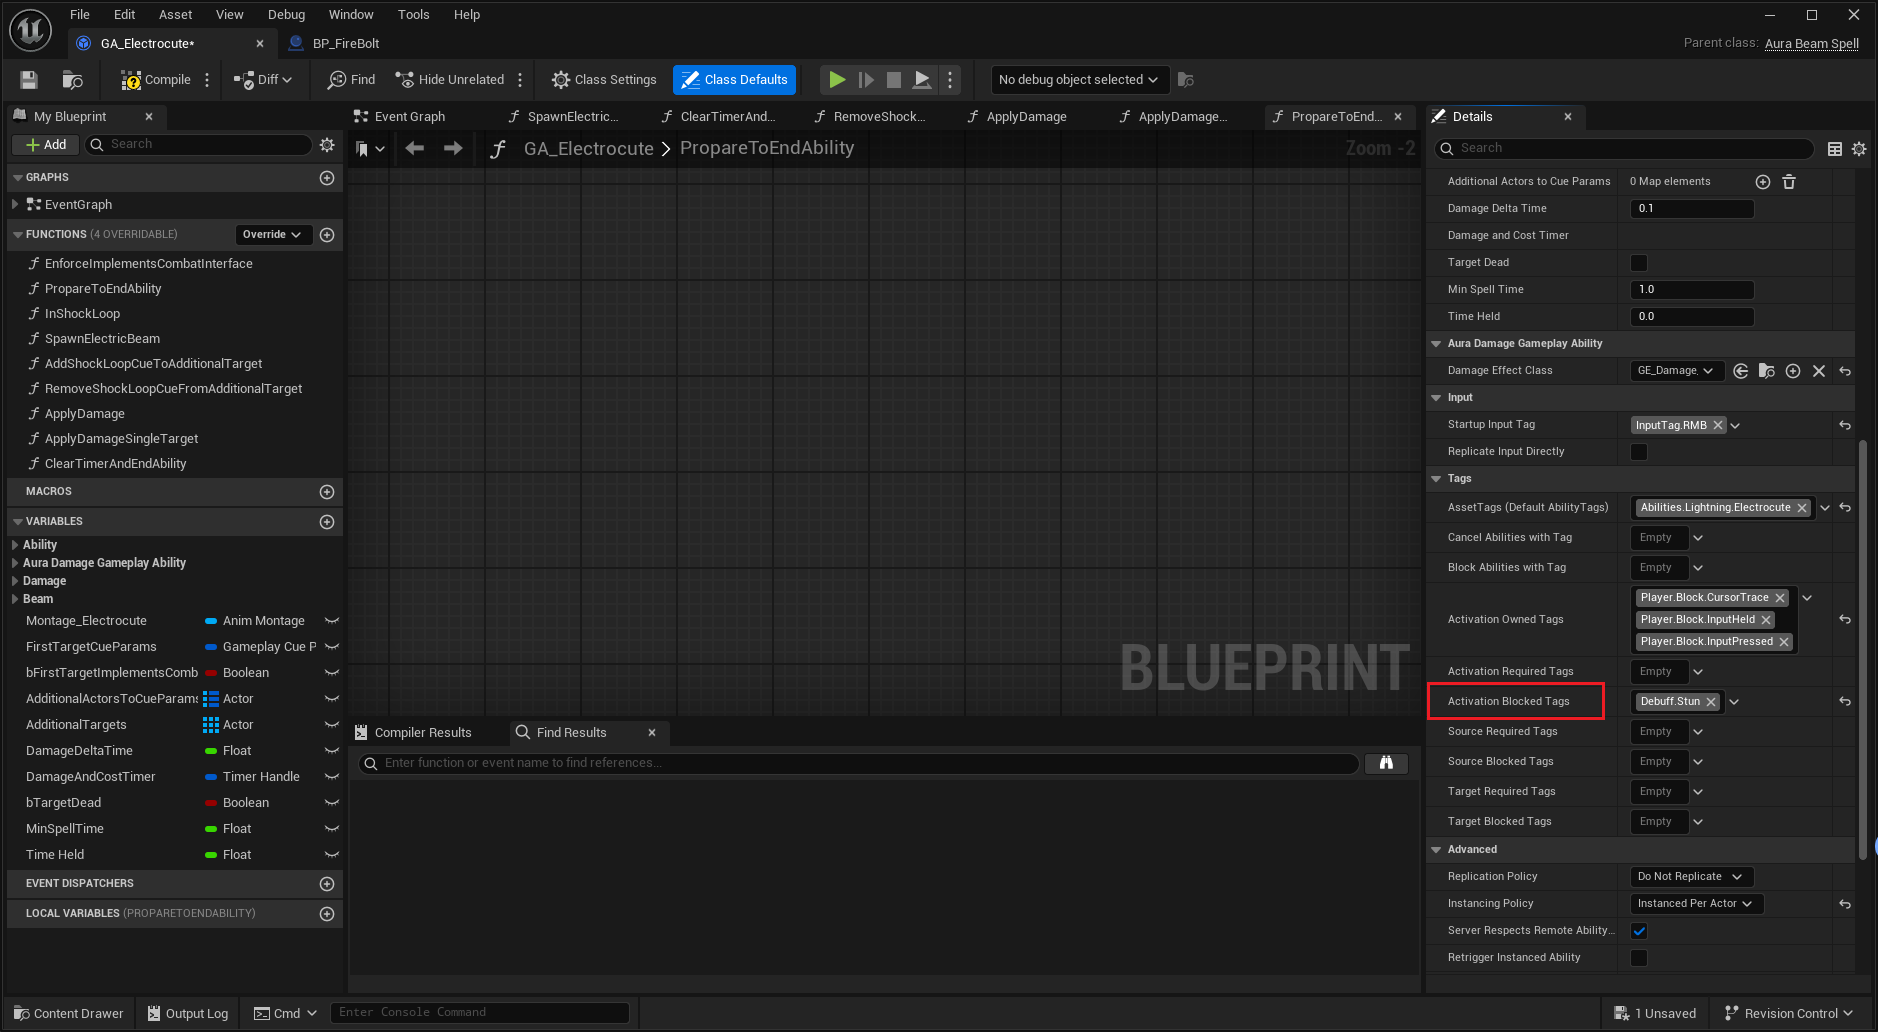 File Edit Asset View Debug Window Tools Help
GA_Electrocute* BP_FireBolt
Parent class: Aura Beam Spell
Compile Diff Find Hide Unrelated Class Settings Class Defaults No debug object selected
My Blueprint
Add Search
GRAPHS
EventGraph
FUNCTIONS (4 OVERRIDABLE) Override
EnforceImplementsCombatInterface
PropareToEndAbility
InShockLoop
SpawnElectricBeam
AddShockLoopCueToAdditionalTarget
RemoveShockLoopCueFromAdditionalTarget
ApplyDamage
ApplyDamageSingleTarget
ClearTimerAndEndAbility
MACROS
VARIABLES
Ability
Aura Damage Gameplay Ability
Damage
Beam
Montage_Electrocute Anim Montage
FirstTargetCueParams Gameplay Cue P
bFirstTargetImplementsComb Boolean
AdditionalActorsToCueParams Actor
AdditionalTargets Actor
DamageDeltaTime Float
DamageAndCostTimer Timer Handle
bTargetDead Boolean
MinSpellTime Float
Time Held Float
EVENT DISPATCHERS
LOCAL VARIABLES (PROPARETOENDABILITY)
Event Graph SpawnElectric... ClearTimerAnd... RemoveShock... ApplyDamage ApplyDamage... PropareToEnd...
GA_Electrocute > PropareToEndAbility Zoom -2
BLUEPRINT
Compiler Results Find Results
Enter function or event name to find references...
Details
Search
Additional Actors to Cue Params 0 Map elements
Damage Delta Time 0.1
Damage and Cost Timer
Target Dead
Min Spell Time 1.0
Time Held 0.0
Aura Damage Gameplay Ability
Damage Effect Class GE_Damage_
Input
Startup Input Tag InputTag.RMB
Replicate Input Directly
Tags
AssetTags (Default AbilityTags) Abilities.Lightning.Electrocute
Cancel Abilities with Tag Empty
Block Abilities with Tag Empty
Player.Block.CursorTrace
Activation Owned Tags Player.Block.InputHeld
Player.Block.InputPressed
Activation Required Tags Empty
Activation Blocked Tags Debuff.Stun
Source Required Tags Empty
Source Blocked Tags Empty
Target Required Tags Empty
Target Blocked Tags Empty
Advanced
Replication Policy Do Not Replicate
Instancing Policy Instanced Per Actor
Server Respects Remote Ability...
Retrigger Instanced Ability
Content Drawer Output Log Cmd Enter Console Command 1 Unsaved Revision Control